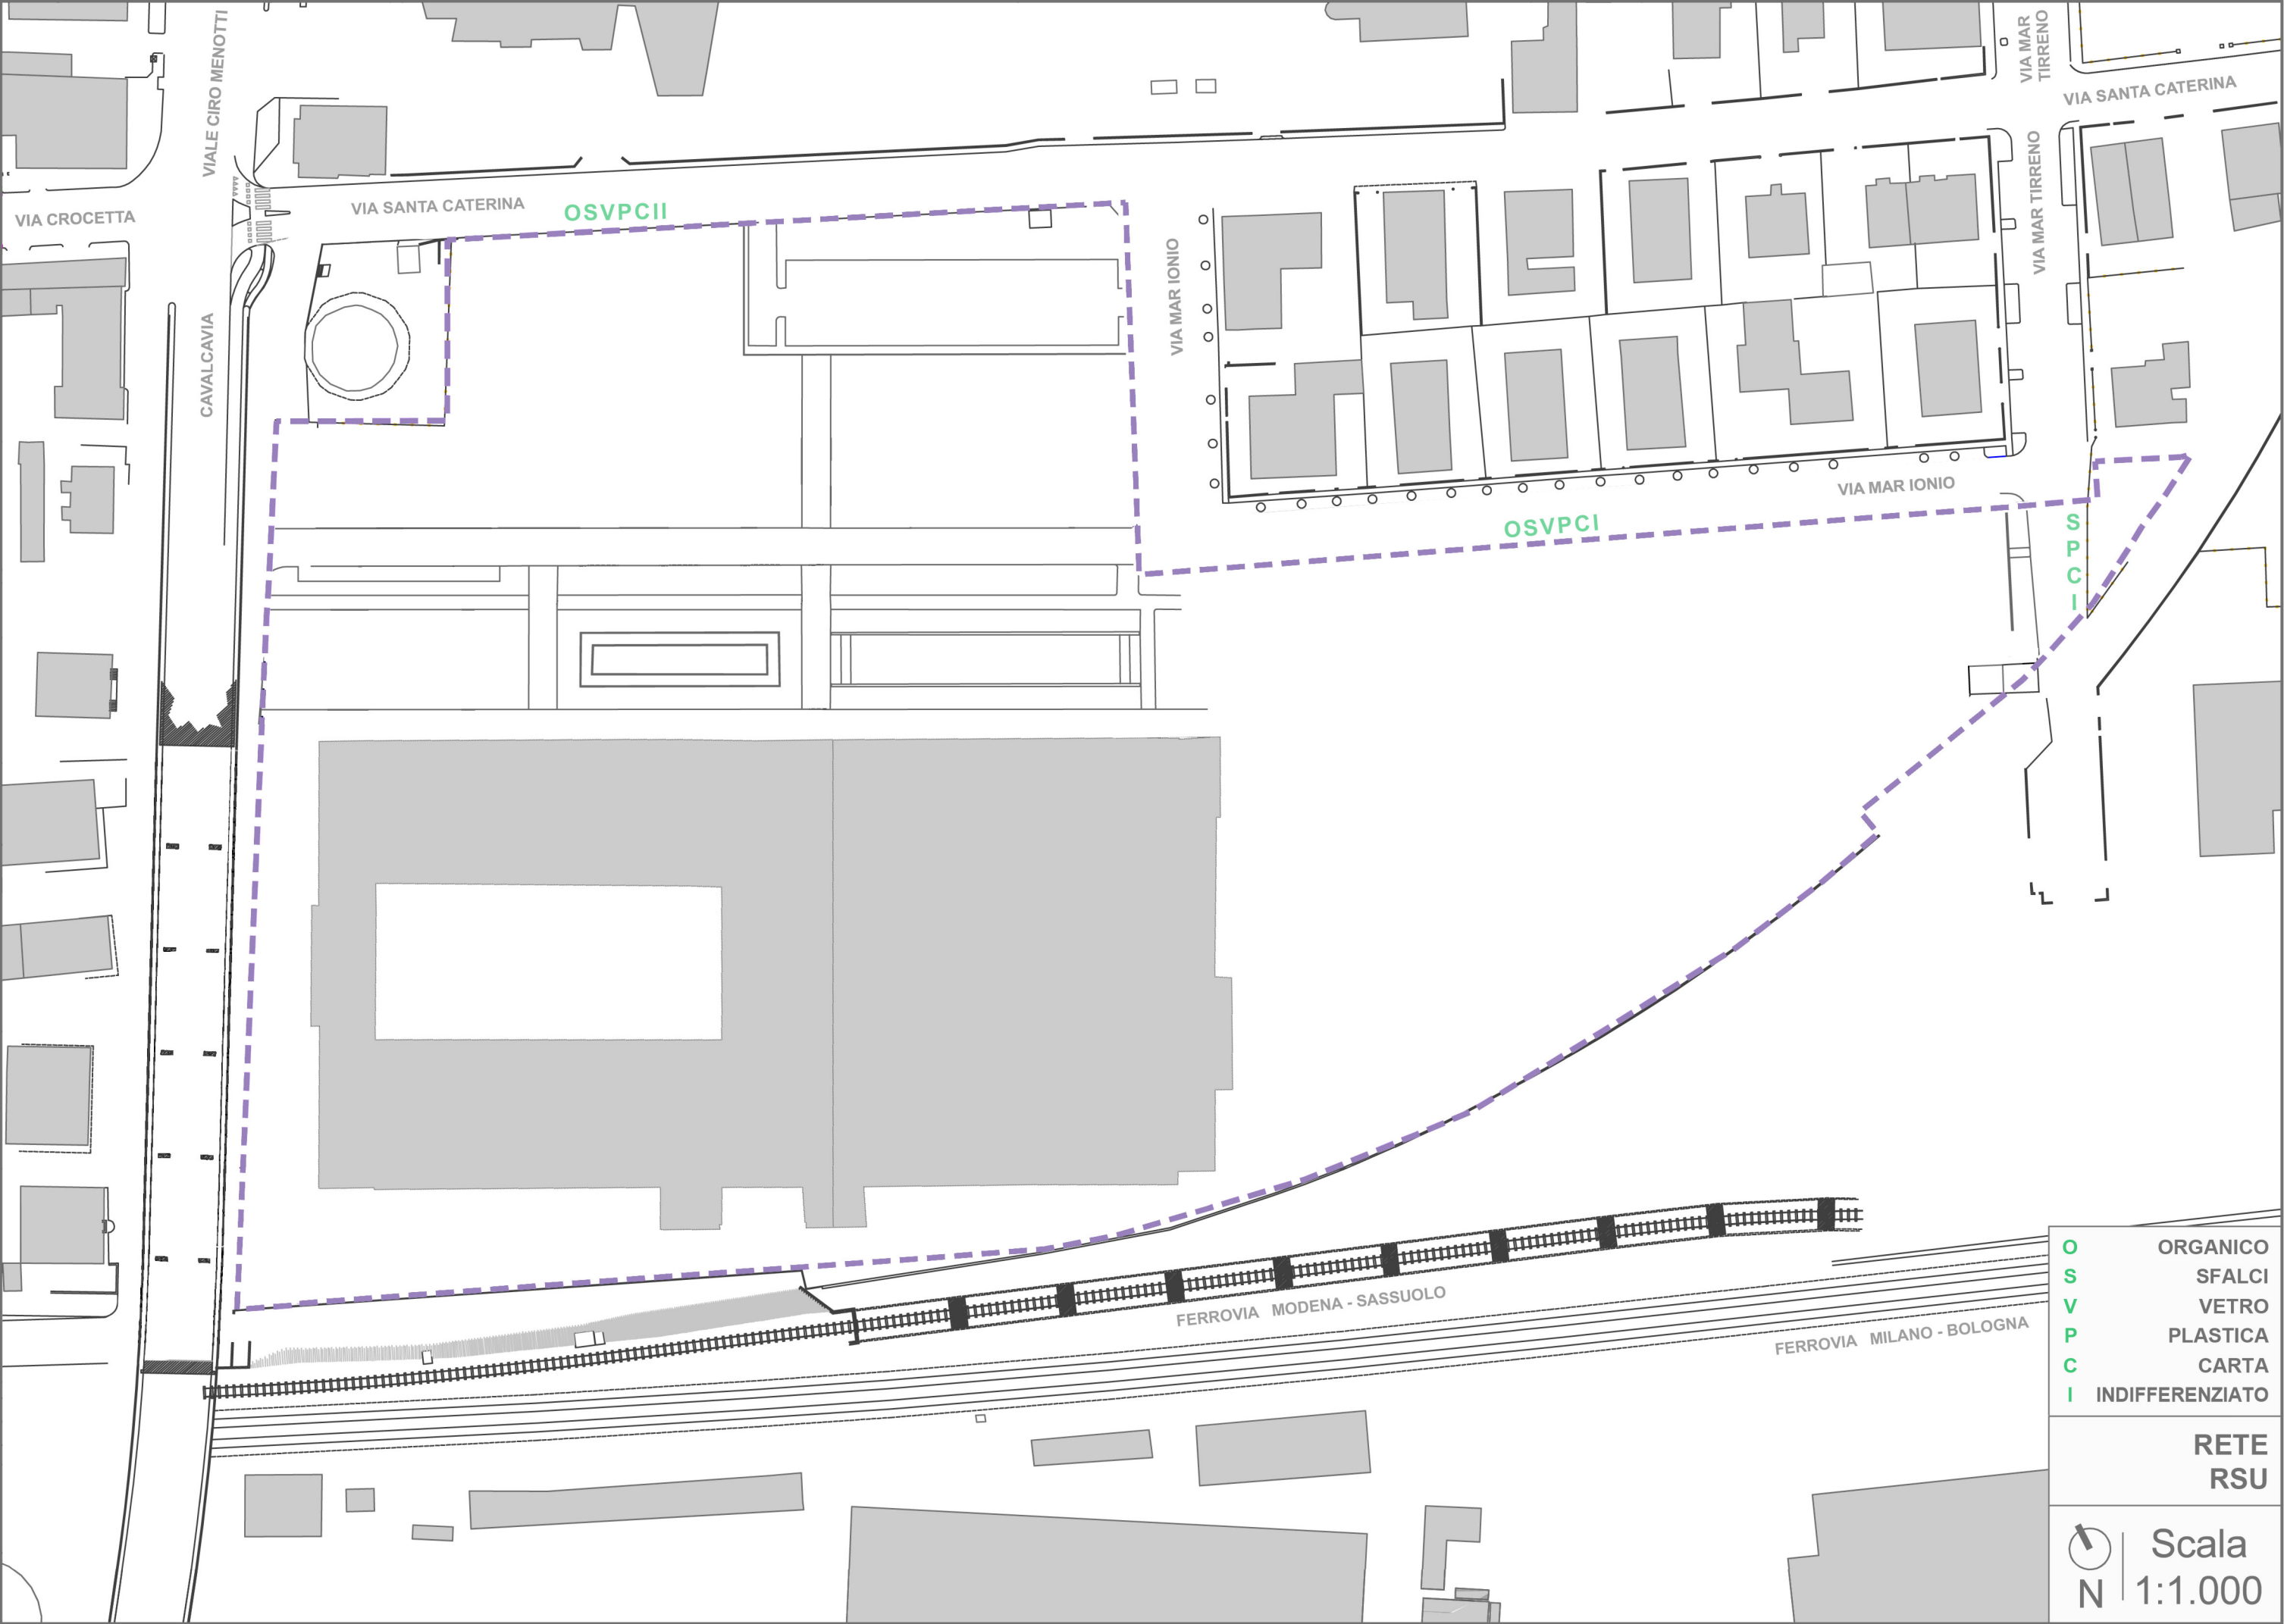 VIALE CIRO MENOTTI
VIA MAR
TIRRENO
VIA SANTA CATERINA
VIA CROCETTA
VIA SANTA CATERINA
OSVPCII
VIA MAR TIRRENO
VIA MAR IONIO
CAVALCAVIA
VIA MAR IONIO
OSVPCI
S
P
C
I
FERROVIA MODENA - SASSUOLO
FERROVIA MILANO - BOLOGNA
O ORGANICO
S SFALCI
V VETRO
P PLASTICA
C CARTA
I INDIFFERENZIATO
RETE
RSU
N
Scala
1:1.000